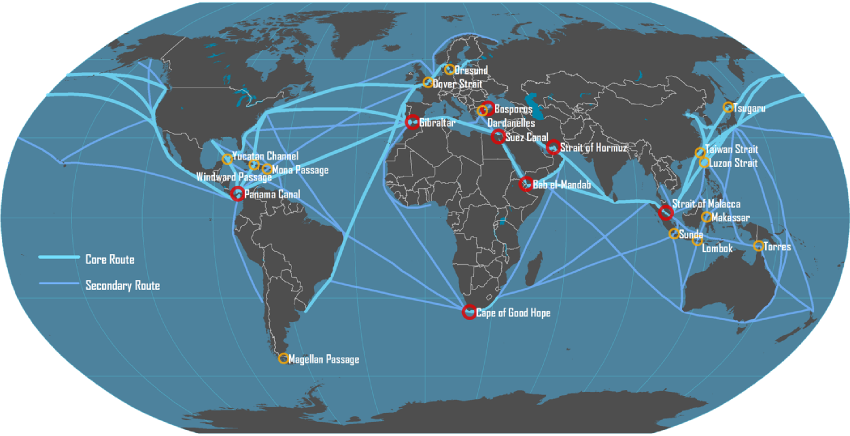 Oresund
Dover Strait
Bosporus
Tsugaru
Gibraltar
Dardanelles
Suez Canal
Strait of Hormuz
Taiwan Strait
Yucatan Channel
Luzon Strait
Mona Passage
Windward Passage
Bab el-Mandab
Panama Canal
Strait of Malacca
Makassar
Sunda
Lombok
Torres
Core Route
Secondary Route
Cape of Good Hope
Magellan Passage